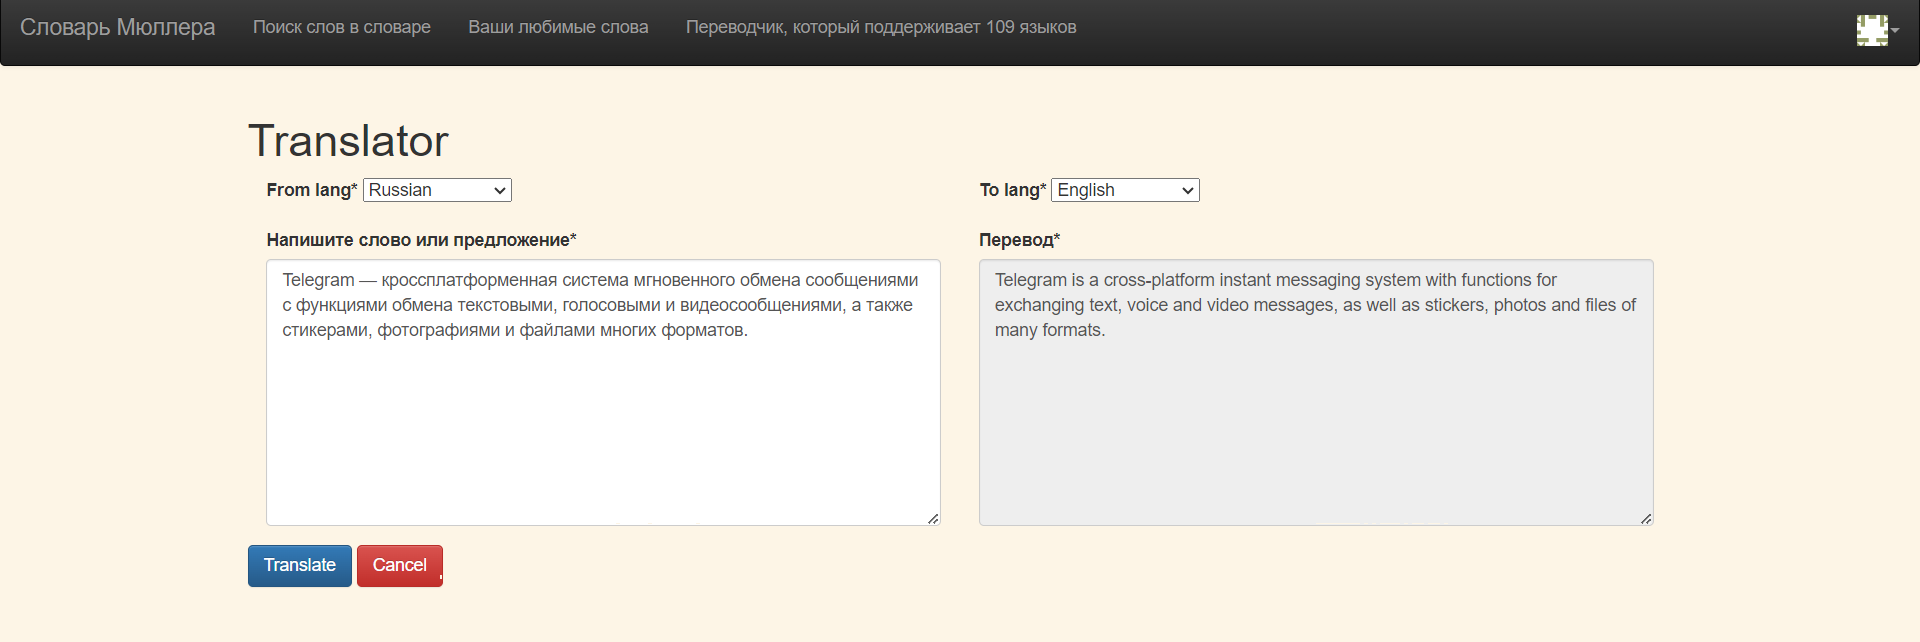 Словарь Мюллера Поиск слов в словаре Ваши любимые слова Переводчик, который поддерживает 109 языков
Translator
From lang* Russian
To lang* English
Напишите слово или предложение*
Telegram — кроссплатформенная система мгновенного обмена сообщениями
с функциями обмена текстовыми, голосовыми и видеосообщениями, а также
стикерами, фотографиями и файлами многих форматов.
Перевод*
Telegram is a cross-platform instant messaging system with functions for
exchanging text, voice and video messages, as well as stickers, photos and files of
many formats.
Translate Cancel